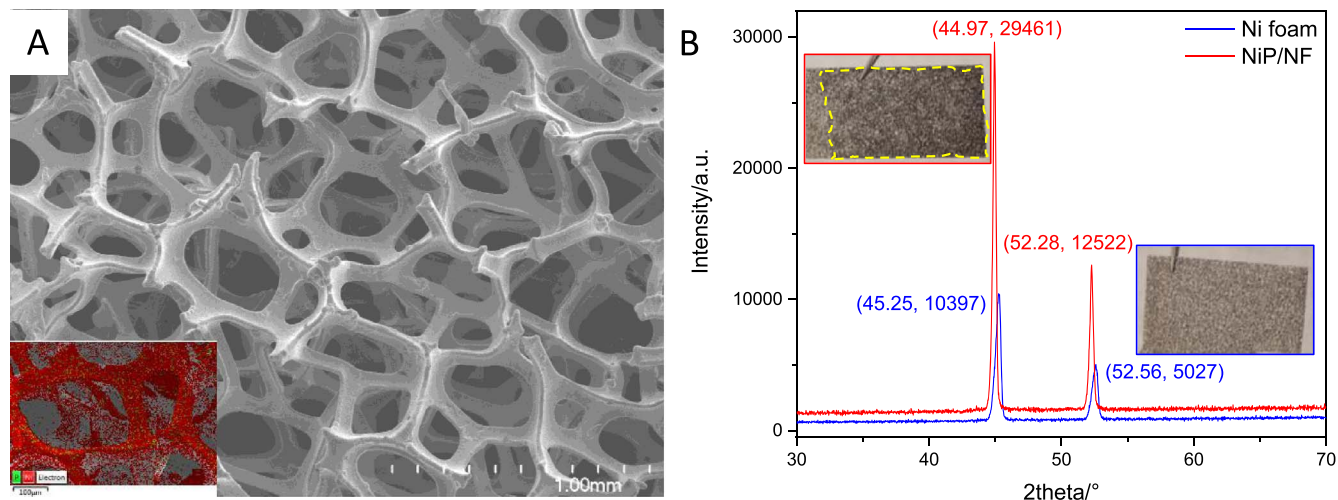 A
P
Electron
100μm
1.00mm
B
(44.97, 29461)
Ni foam
NiP/NF
(52.28, 12522)
(45.25, 10397)
(52.56, 5027)
30000
20000
10000
0
30
40
50
60
70
Intensity/a.u.
2theta/°